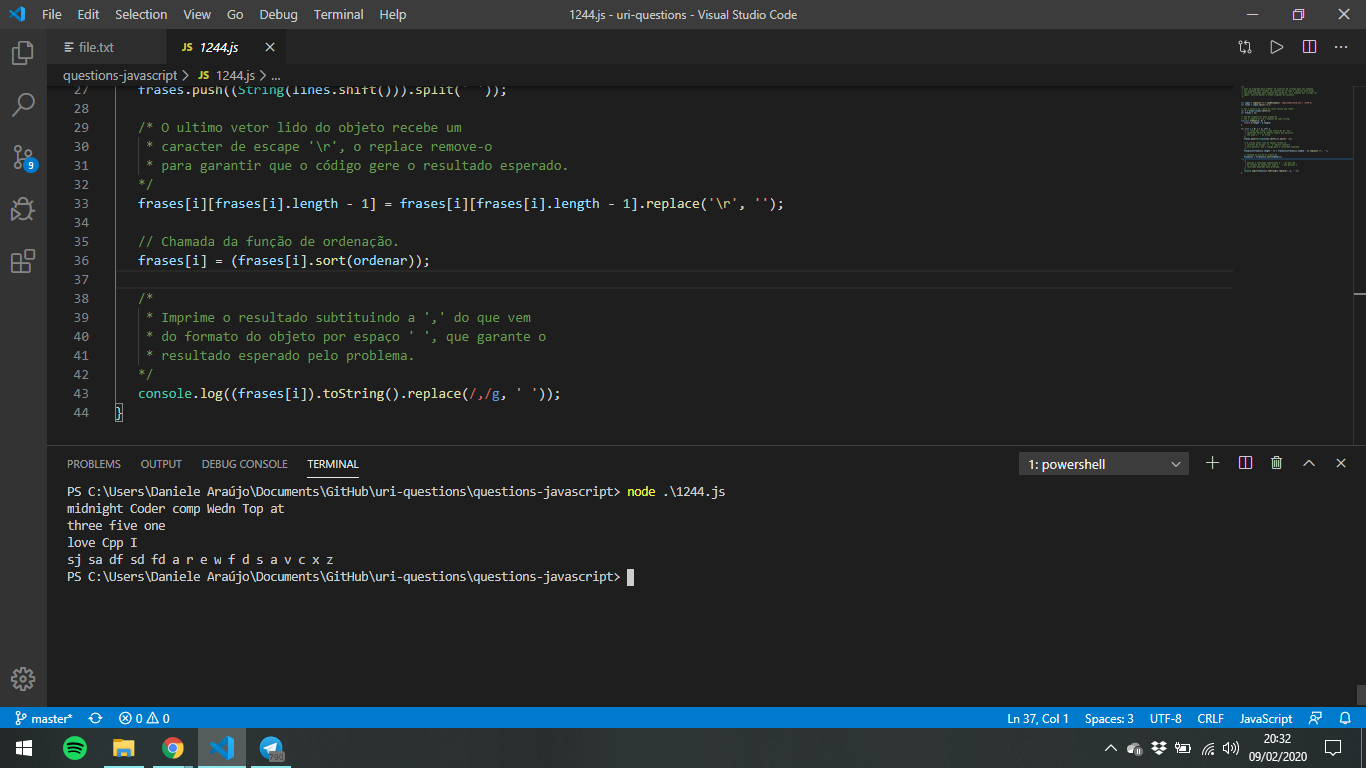 File Edit Selection View Go Debug Terminal Help 1244.js - uri-questions - Visual Studio Code
file.txt JS 1244.js
questions-javascript > JS 1244.js > ...
27 frases.push((String(lines.shift())).split(' '));
28
29 /* O ultimo vetor lido do objeto recebe um
30 * caracter de escape '\r', o replace remove-o
31 * para garantir que o código gere o resultado esperado.
32 */
33 frases[i][frases[i].length - 1] = frases[i][frases[i].length - 1].replace('\r', '');
34
35 // Chamada da função de ordenação.
36 frases[i] = (frases[i].sort(ordenar));
37
38 /*
39 * Imprime o resultado subtituindo a ',' do que vem
40 * do formato do objeto por espaço ' ', que garante o
41 * resultado esperado pelo problema.
42 */
43 console.log((frases[i]).toString().replace(/,/g, ' '));
44 }
9
PROBLEMS OUTPUT DEBUG CONSOLE TERMINAL 1: powershell
PS C:\Users\Daniele Araújo\Documents\GitHub\uri-questions\questions-javascript> node .\1244.js
midnight Coder comp Wedn Top at
three five one
love Cpp I
sj sa df sd fd a r e w f d s a v c x z
PS C:\Users\Daniele Araújo\Documents\GitHub\uri-questions\questions-javascript>
master* 0 0 Ln 37, Col 1 Spaces: 3 UTF-8 CRLF JavaScript
20:32
09/02/2020